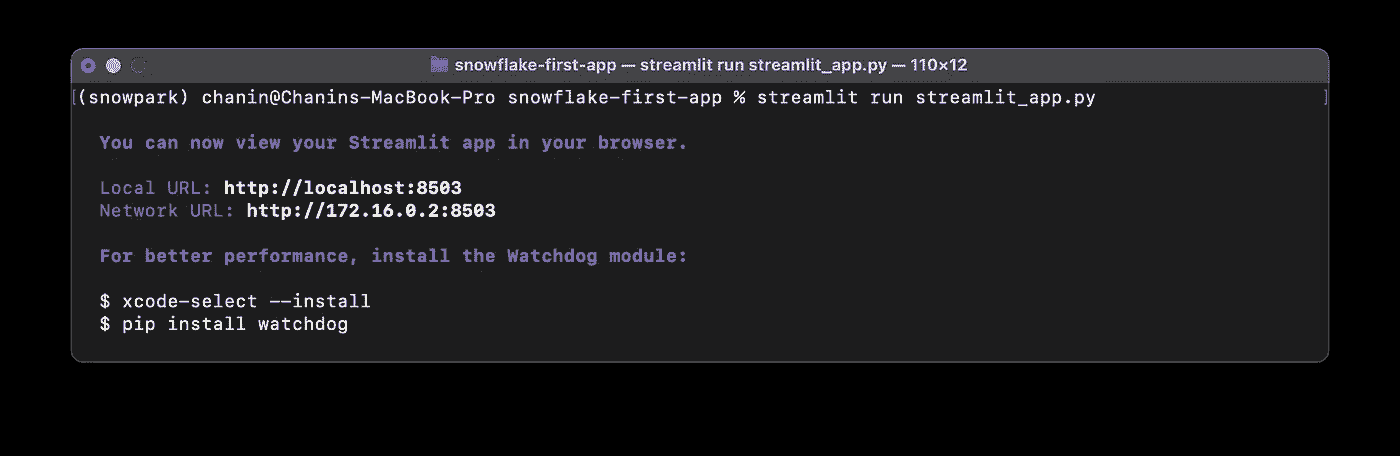 snowflake-first-app — streamlit run streamlit_app.py — 110×12
[(snowpark) chanin@Chanins-MacBook-Pro snowflake-first-app % streamlit run streamlit_app.py ]
You can now view your Streamlit app in your browser.
Local URL: http://localhost:8503
Network URL: http://172.16.0.2:8503
For better performance, install the Watchdog module:
$ xcode-select --install
$ pip install watchdog